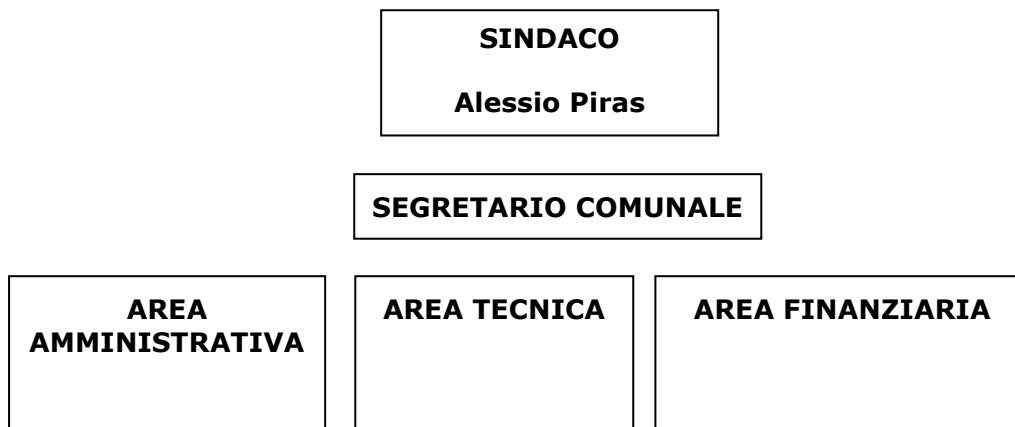 SINDACO
Alessio Piras
SEGRETARIO COMUNALE
AREA
AMMINISTRATIVA
AREA TECNICA
AREA FINANZIARIA